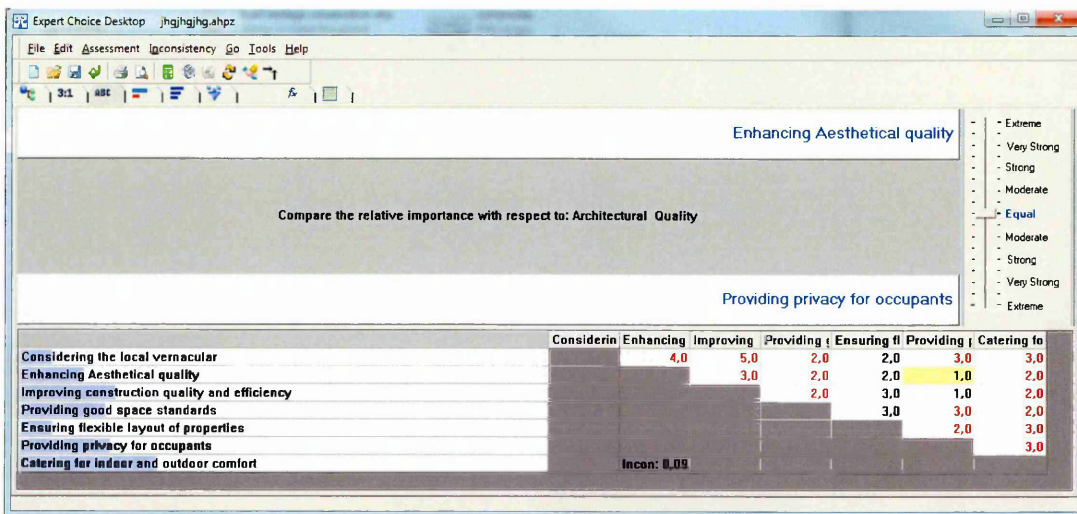 Expert Choice Desktop jhgjhgjhg.ahpz
File Edit Assessment Inconsistency Go Tools Help
3:1 ABC fx
Enhancing Aesthetical quality
Compare the relative importance with respect to: Architectural Quality
Providing privacy for occupants
Extreme
Very Strong
Strong
Moderate
Equal
Moderate
Strong
Very Strong
Extreme
Considerin Enhancing Improving Providing g Ensuring fl Providing p Catering fo
Considering the local vernacular 4,0 5,0 2,0 2,0 3,0 3,0
Enhancing Aesthetical quality 3,0 2,0 2,0 1,0 2,0
Improving construction quality and efficiency 2,0 3,0 1,0 2,0
Providing good space standards 3,0 3,0 2,0
Ensuring flexible layout of properties 2,0 3,0
Providing privacy for occupants 3,0
Catering for indoor and outdoor comfort Incon: 0,09